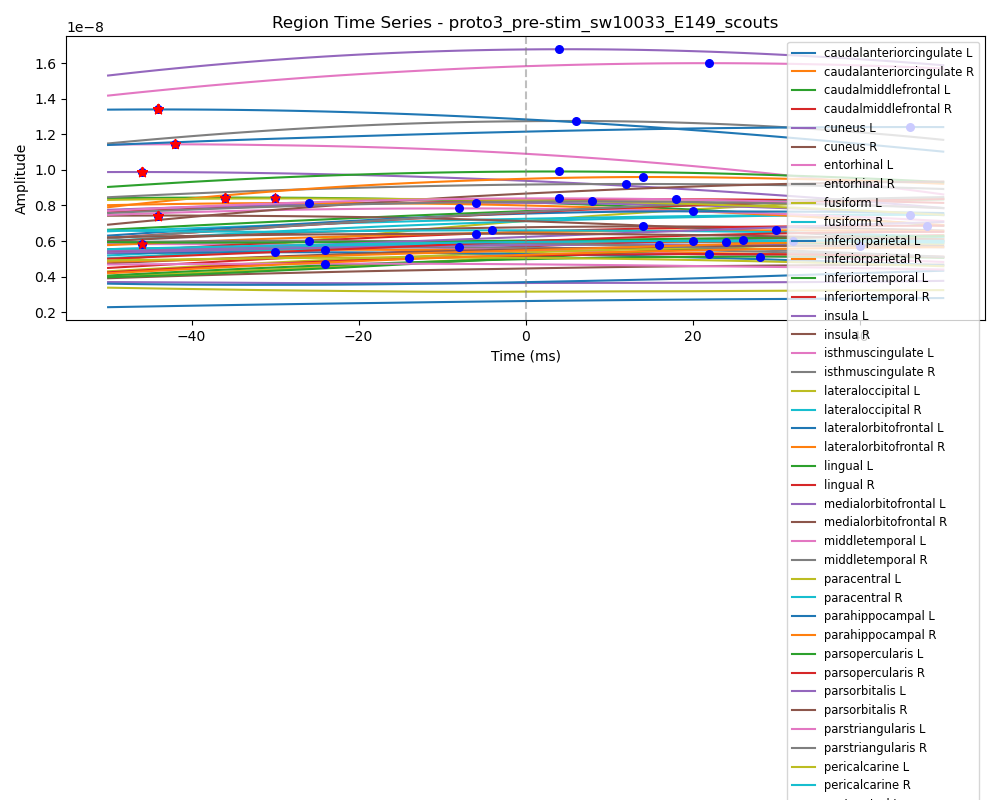 Region Time Series - proto3_pre-stim_sw10033_E149_scouts
1e−8
1.6
1.4
1.2
1.0
0.8
0.6
0.4
0.2
Amplitude
−40
−20
0
20
Time (ms)
caudalanteriorcingulate L
caudalanteriorcingulate R
caudalmiddlefrontal L
caudalmiddlefrontal R
cuneus L
cuneus R
entorhinal L
entorhinal R
fusiform L
fusiform R
inferiorparietal L
inferiorparietal R
inferiortemporal L
inferiortemporal R
insula L
insula R
isthmuscingulate L
isthmuscingulate R
lateraloccipital L
lateraloccipital R
lateralorbitofrontal L
lateralorbitofrontal R
lingual L
lingual R
medialorbitofrontal L
medialorbitofrontal R
middletemporal L
middletemporal R
paracentral L
paracentral R
parahippocampal L
parahippocampal R
parsopercularis L
parsopercularis R
parsorbitalis L
parsorbitalis R
parstriangularis L
parstriangularis R
pericalcarine L
pericalcarine R